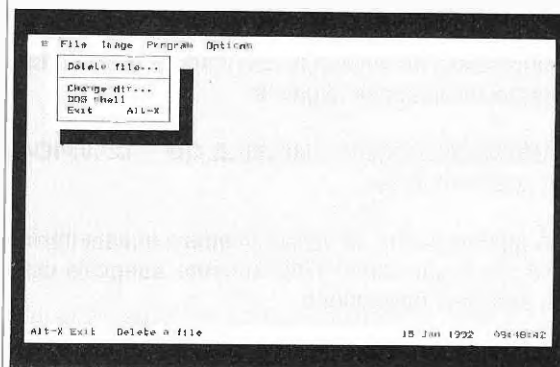 ≡ File Image Program Options
Delete file...
Change dir...
DOS shell
Exit Alt-X
Alt-X Exit Delete a file 15 Jan 1992 09:48:42